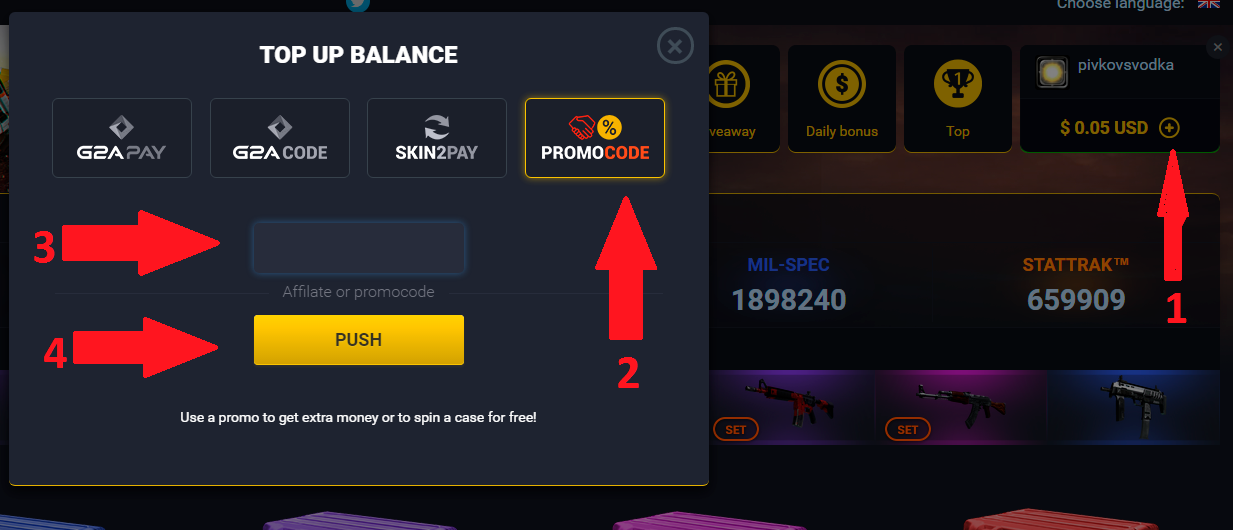 Choose language:
TOP UP BALANCE
G2A PAY
G2A CODE
SKIN2PAY
%
PROMOCODE
veaway
$
Daily bonus
1
Top
pivkovsvodka
$ 0.05 USD
3
Affilate or promocode
4
PUSH
2
Use a promo to get extra money or to spin a case for free!
MIL-SPEC
1898240
STATTRAK™
659909
1
SET
SET